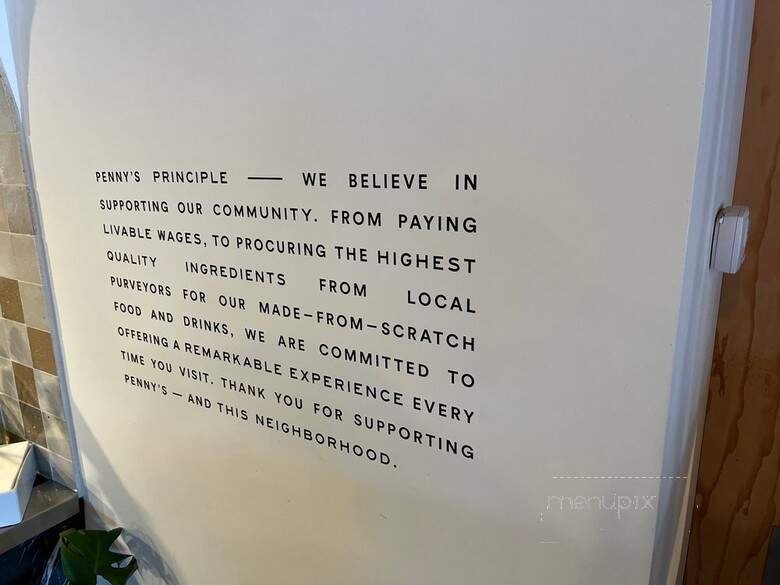 PENNY'S PRINCIPLE — WE BELIEVE IN
SUPPORTING OUR COMMUNITY. FROM PAYING
LIVABLE WAGES, TO PROCURING THE HIGHEST
QUALITY INGREDIENTS FROM LOCAL
PURVEYORS FOR OUR MADE-FROM-SCRATCH
FOOD AND DRINKS, WE ARE COMMITTED TO
OFFERING A REMARKABLE EXPERIENCE EVERY
TIME YOU VISIT. THANK YOU FOR SUPPORTING
PENNY'S — AND THIS NEIGHBORHOOD.
menupix